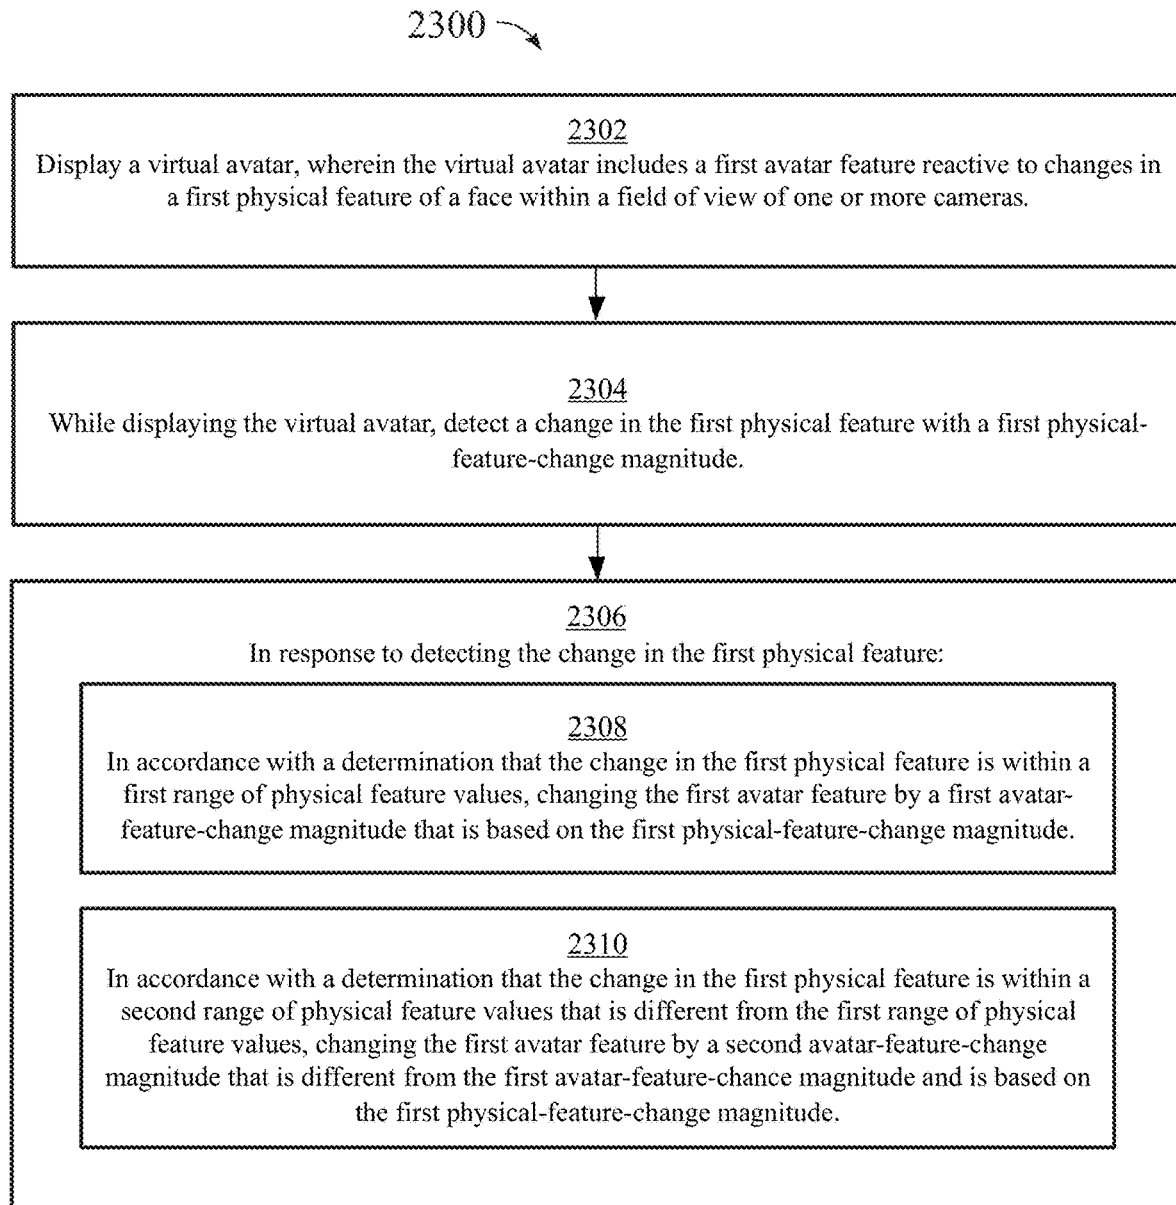 2300
2302
Display a virtual avatar, wherein the virtual avatar includes a first avatar feature reactive to changes in
a first physical feature of a face within a field of view of one or more cameras.
2304
While displaying the virtual avatar, detect a change in the first physical feature with a first physical-
feature-change magnitude.
2306
In response to detecting the change in the first physical feature:
2308
In accordance with a determination that the change in the first physical feature is within a
first range of physical feature values, changing the first avatar feature by a first avatar-
feature-change magnitude that is based on the first physical-feature-change magnitude.
2310
In accordance with a determination that the change in the first physical feature is within a
second range of physical feature values that is different from the first range of physical
feature values, changing the first avatar feature by a second avatar-feature-change
magnitude that is different from the first avatar-feature-chance magnitude and is based on
the first physical-feature-change magnitude.